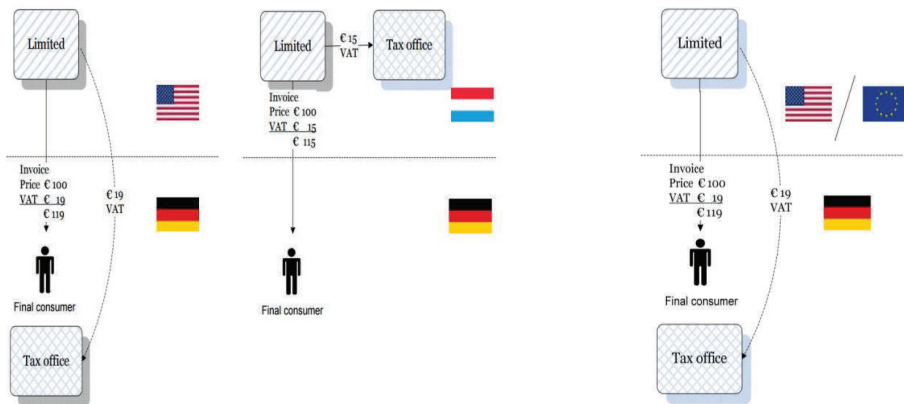 Limited
Invoice
Price € 100
VAT € 19
€ 119
€ 19
VAT
Final consumer
Tax office
Limited
€ 15
VAT
Tax office
Invoice
Price € 100
VAT € 15
€ 115
Final consumer
Limited
Invoice
Price € 100
VAT € 19
€ 119
€ 19
VAT
Final consumer
Tax office